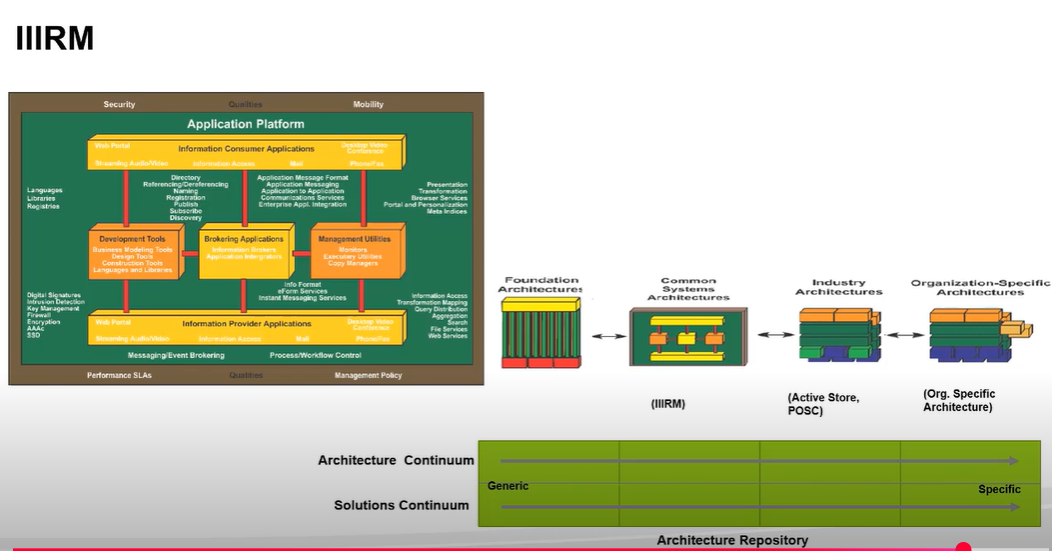 IIIRM
Security
Qualities
Mobility
Application Platform
Web Portal
Information Consumer Applications
Desktop Video
Conference
Streaming Audio/Video
Information Access
Mail
Phone/Fax
Languages
Libraries
Registries
Directory
Referencing/Dereferencing
Naming
Registration
Publish
Subscribe
Discovery
Application Message Format
Application Messaging
Application to Application
Communications Services
Enterprise Appl. Integration
Presentation
Transformation
Browser Services
Portal and Personalization
Meta Indices
Development Tools
Business Modeling Tools
Design Tools
Construction Tools
Languages and Libraries
Brokering Applications
Information Brokers
Application Integrators
Management Utilities
Monitors
Executary Utilities
Copy Managers
Digital Signatures
Intrusion Detection
Key Management
Firewall
Encryption
AAAc
SSD
Info Format
eForm Services
Instant Messaging Services
Information Access
Transformation Mapping
Query Distribution
Aggregation
Search
File Services
Web Services
Web Portal
Information Provider Applications
Desktop Video
Conference
Streaming Audio/Video
Information Access
Mail
Phone/Fax
Messaging/Event Brokering
Process/Workflow Control
Performance SLAs
Qualities
Management Policy
Foundation
Architectures
Common
Systems
Architectures
Industry
Architectures
Organization-Specific
Architectures
(IIIRM)
(Active Store,
POSC)
(Org. Specific
Architecture)
Architecture Continuum
Generic
Specific
Solutions Continuum
Architecture Repository